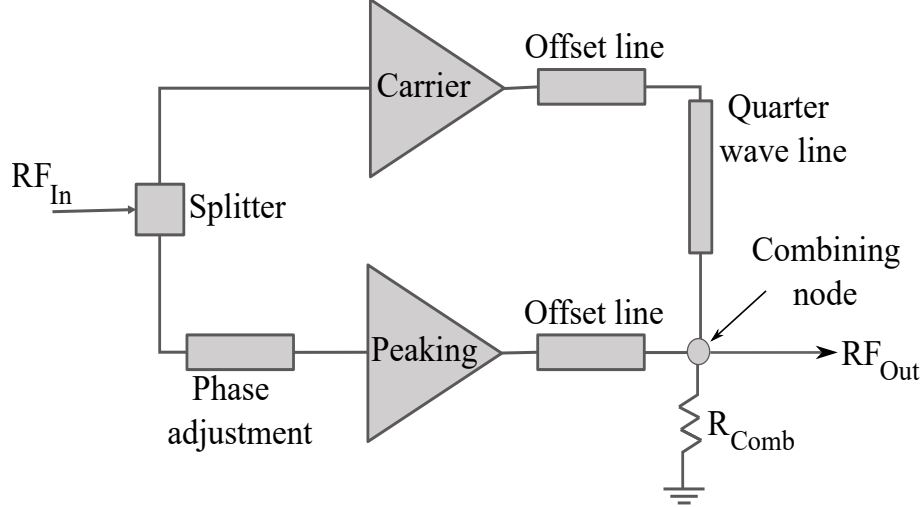 Offset line
Carrier
Quarter
wave line
RF_In
Splitter
Combining
node
Offset line
Peaking
RF_Out
Phase
adjustment
R_Comb